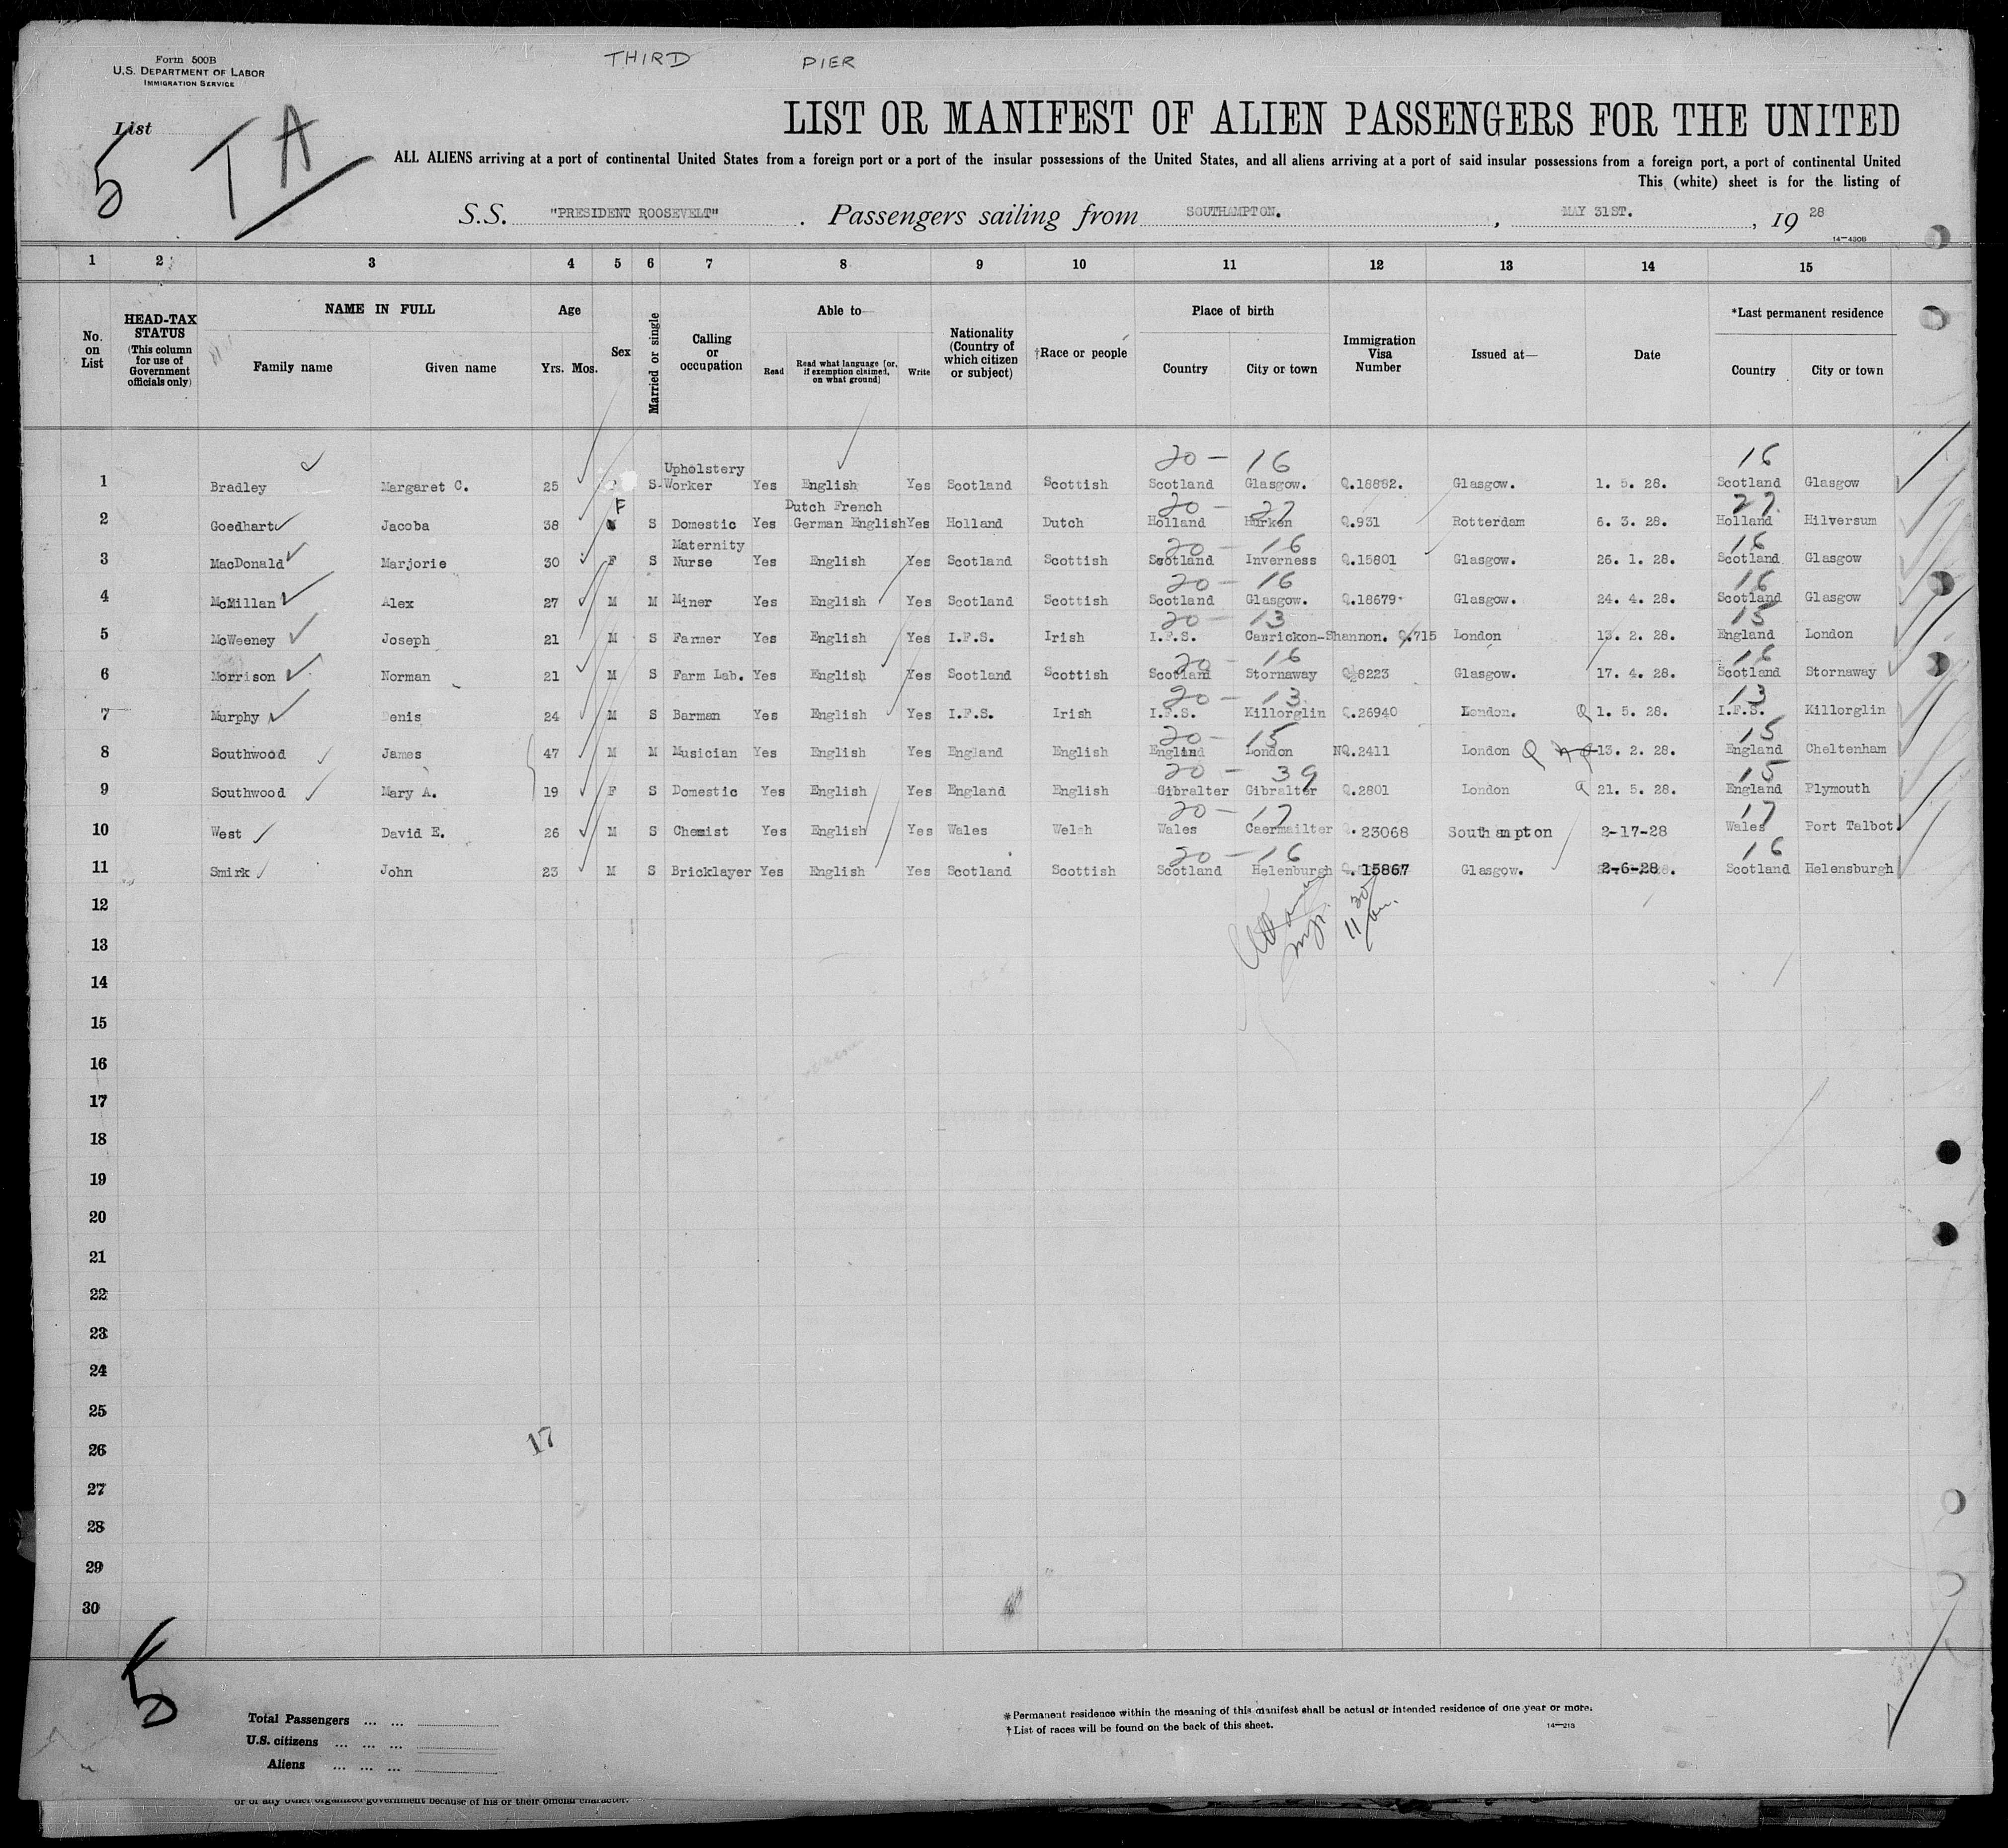 THIRD PIER
Form 500B
U.S. DEPARTMENT OF LABOR
IMMIGRATION SERVICE
List
5 TA
LIST OR MANIFEST OF ALIEN PASSENGERS FOR THE UNITED
ALL ALIENS arriving at a port of continental United States from a foreign port or a port of the insular possessions of the United States, and all aliens arriving at a port of said insular possessions from a foreign port, a port of continental United
This (white) sheet is for the listing of
S.S. "PRESIDENT ROOSEVELT". Passengers sailing from SOUTHAMPTON., MAY 31ST., 19 28
14—430B
1 2 3 4 5 6 7 8 9 10 11 12 13 14 15
No. on List
HEAD-TAX STATUS (This column for use of Government officials only)
NAME IN FULL
Family name Given name
Age
Yrs. Mos.
Sex
Married or single
Calling or occupation
Able to—
Read Read what language [or, if exemption claimed, on what ground] Write
Nationality (Country of which citizen or subject)
†Race or people
Place of birth
Country City or town
Immigration Visa Number
Issued at—
Date
*Last permanent residence
Country City or town
20 — 16 16
1 Bradley Margaret C. 25 S Upholstery Worker Yes English Yes Scotland Scottish Scotland Glasgow. Q.18882. Glasgow. 1. 5. 28. Scotland Glasgow
20 — 27 27
2 Goedhart Jacoba 38 F S Domestic Yes Dutch French German English Yes Holland Dutch Holland Q.931 Rotterdam 6. 3. 28. Holland Hilversum
20 — 16 16
3 MacDonald Marjorie 30 F S Maternity Nurse Yes English Yes Scotland Scottish Scotland Inverness Q.15801 Glasgow. 26. 1. 28. Scotland Glasgow
20 — 16 16
4 McMillan Alex 27 M M Miner Yes English Yes Scotland Scottish Scotland Glasgow. Q.18679 Glasgow. 24. 4. 28. Scotland Glasgow
20 — 13 15
5 McWeeney Joseph 21 M S Farmer Yes English Yes I.F.S. Irish I.F.S. Carrickon-Shannon. Q.715 London 13. 2. 28. England London
20 — 16 16
6 Morrison Norman 21 M S Farm Lab. Yes English Yes Scotland Scottish Scotland Stornaway Q.8223 Glasgow. 17. 4. 28. Scotland Stornaway
20 — 13 13
7 Murphy Denis 24 M S Barman Yes English Yes I.F.S. Irish I.F.S. Killorglin Q.26940 London. Q 1. 5. 28. I.F.S. Killorglin
20 — 15 15
8 Southwood James 47 M M Musician Yes English Yes England English England London NQ.2411 London Q 13. 2. 28. England Cheltenham
20 — 39 15
9 Southwood Mary A. 19 F S Domestic Yes English Yes England English Gibralter Gibralter Q.2801 London Q 21. 5. 28. England Plymouth
20 — 17 17
10 West David E. 26 M S Chemist Yes English Yes Wales Welsh Wales Caermailter Q.23068 Southampton 2-17-28 Wales Port Talbot.
20 — 16 16
11 Smirk John 23 M S Bricklayer Yes English Yes Scotland Scottish Scotland Helenburgh Q.15867 Glasgow. 2-6-28. Scotland Helensburgh
11 30
12
13
14
15
16
17
18
19
20
21
22
23
24
25
26
17
27
28
29
30
5
Total Passengers ... ...
U.S. citizens ... ... ...
Aliens ... ... ...
* Permanent residence within the meaning of this manifest shall be actual or intended residence of one year or more.
† List of races will be found on the back of this sheet.
14—213
or of any other organized government because of his or their official character.